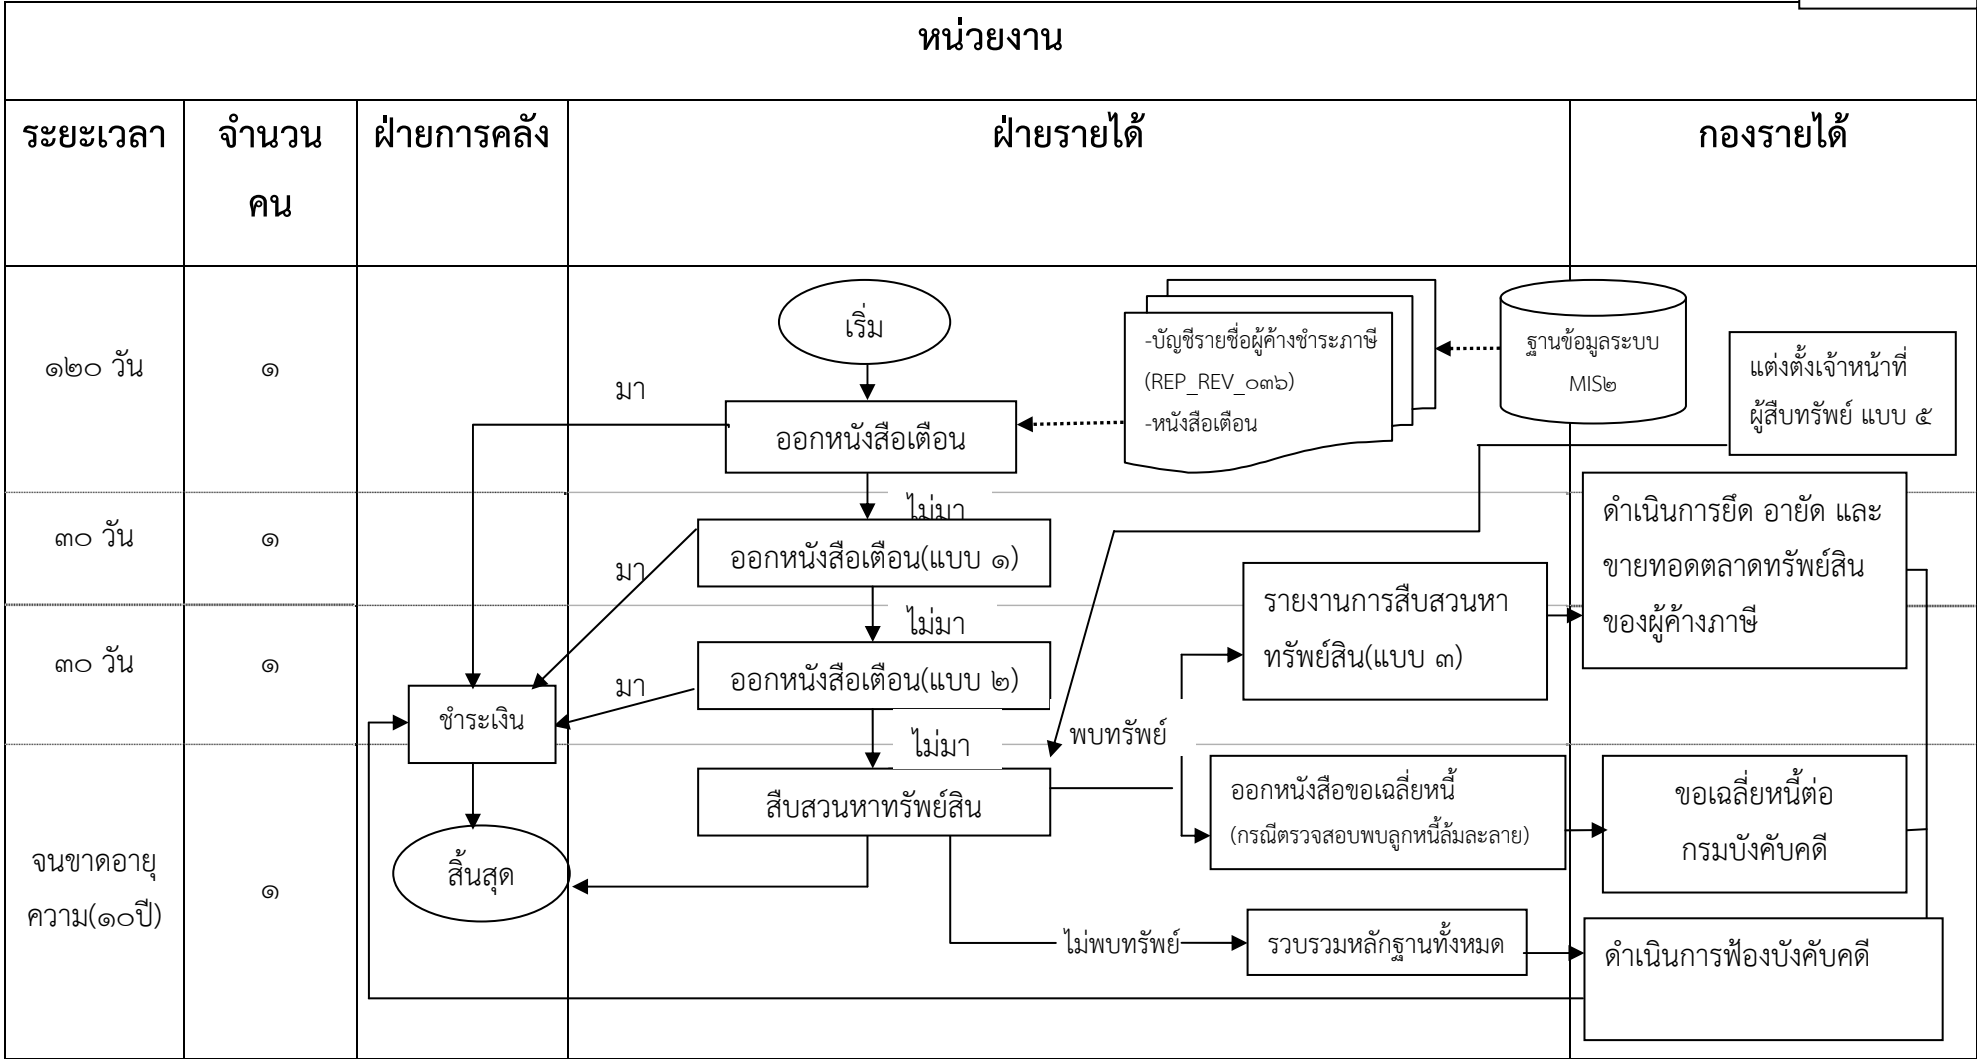 หน่วยงาน
ระยะเวลา
จำนวน
คน
ฝ่ายการคลัง
ฝ่ายรายได้
กองรายได้
๑๒๐ วัน
๑
เริ่ม
-บัญชีรายชื่อผู้ค้างชำระภาษี
(REP_REV_๐๓๖)
-หนังสือเตือน
ฐานข้อมูลระบบ
MIS๒
แต่งตั้งเจ้าหน้าที่
ผู้สืบทรัพย์ แบบ ๕
มา
ออกหนังสือเตือน
ไม่มา
๓๐ วัน
๑
มา
ออกหนังสือเตือน(แบบ ๑)
ดำเนินการยึด อายัด และ
ขายทอดตลาดทรัพย์สิน
ของผู้ค้างภาษี
ไม่มา
รายงานการสืบสวนหา
ทรัพย์สิน(แบบ ๓)
๓๐ วัน
๑
มา
ออกหนังสือเตือน(แบบ ๒)
ชำระเงิน
ไม่มา
พบทรัพย์
สืบสวนหาทรัพย์สิน
ออกหนังสือขอเฉลี่ยหนี้
(กรณีตรวจสอบพบลูกหนี้ล้มละลาย)
ขอเฉลี่ยหนี้ต่อ
กรมบังคับคดี
จนขาดอายุ
ความ(๑๐ปี)
๑
สิ้นสุด
ไม่พบทรัพย์
รวบรวมหลักฐานทั้งหมด
ดำเนินการฟ้องบังคับคดี